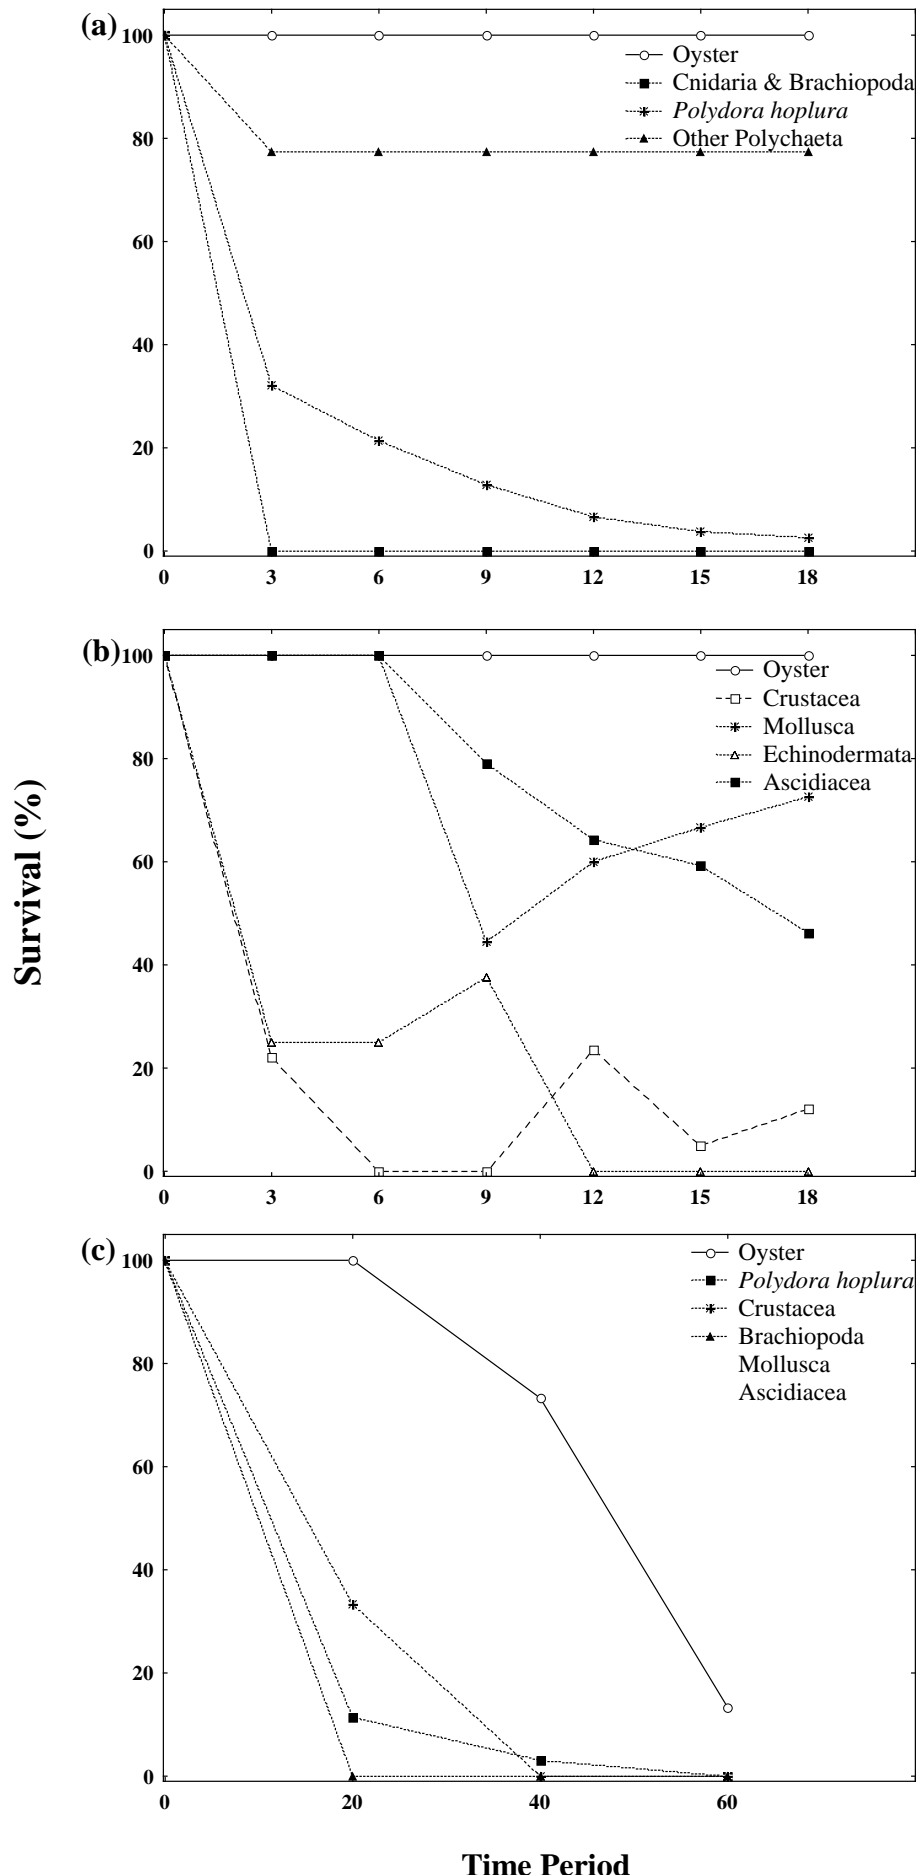 (a)
100
80
60
40
20
0
Oyster
Cnidaria & Brachiopoda
Polydora hoplura
Other Polychaeta
0 3 6 9 12 15 18
(b)
100
80
60
40
20
0
Oyster
Crustacea
Mollusca
Echinodermata
Ascidiacea
0 3 6 9 12 15 18
Survival (%)
(c)
100
80
60
40
20
0
Oyster
Polydora hoplura
Crustacea
Brachiopoda
Mollusca
Ascidiacea
0 20 40 60
Time Period